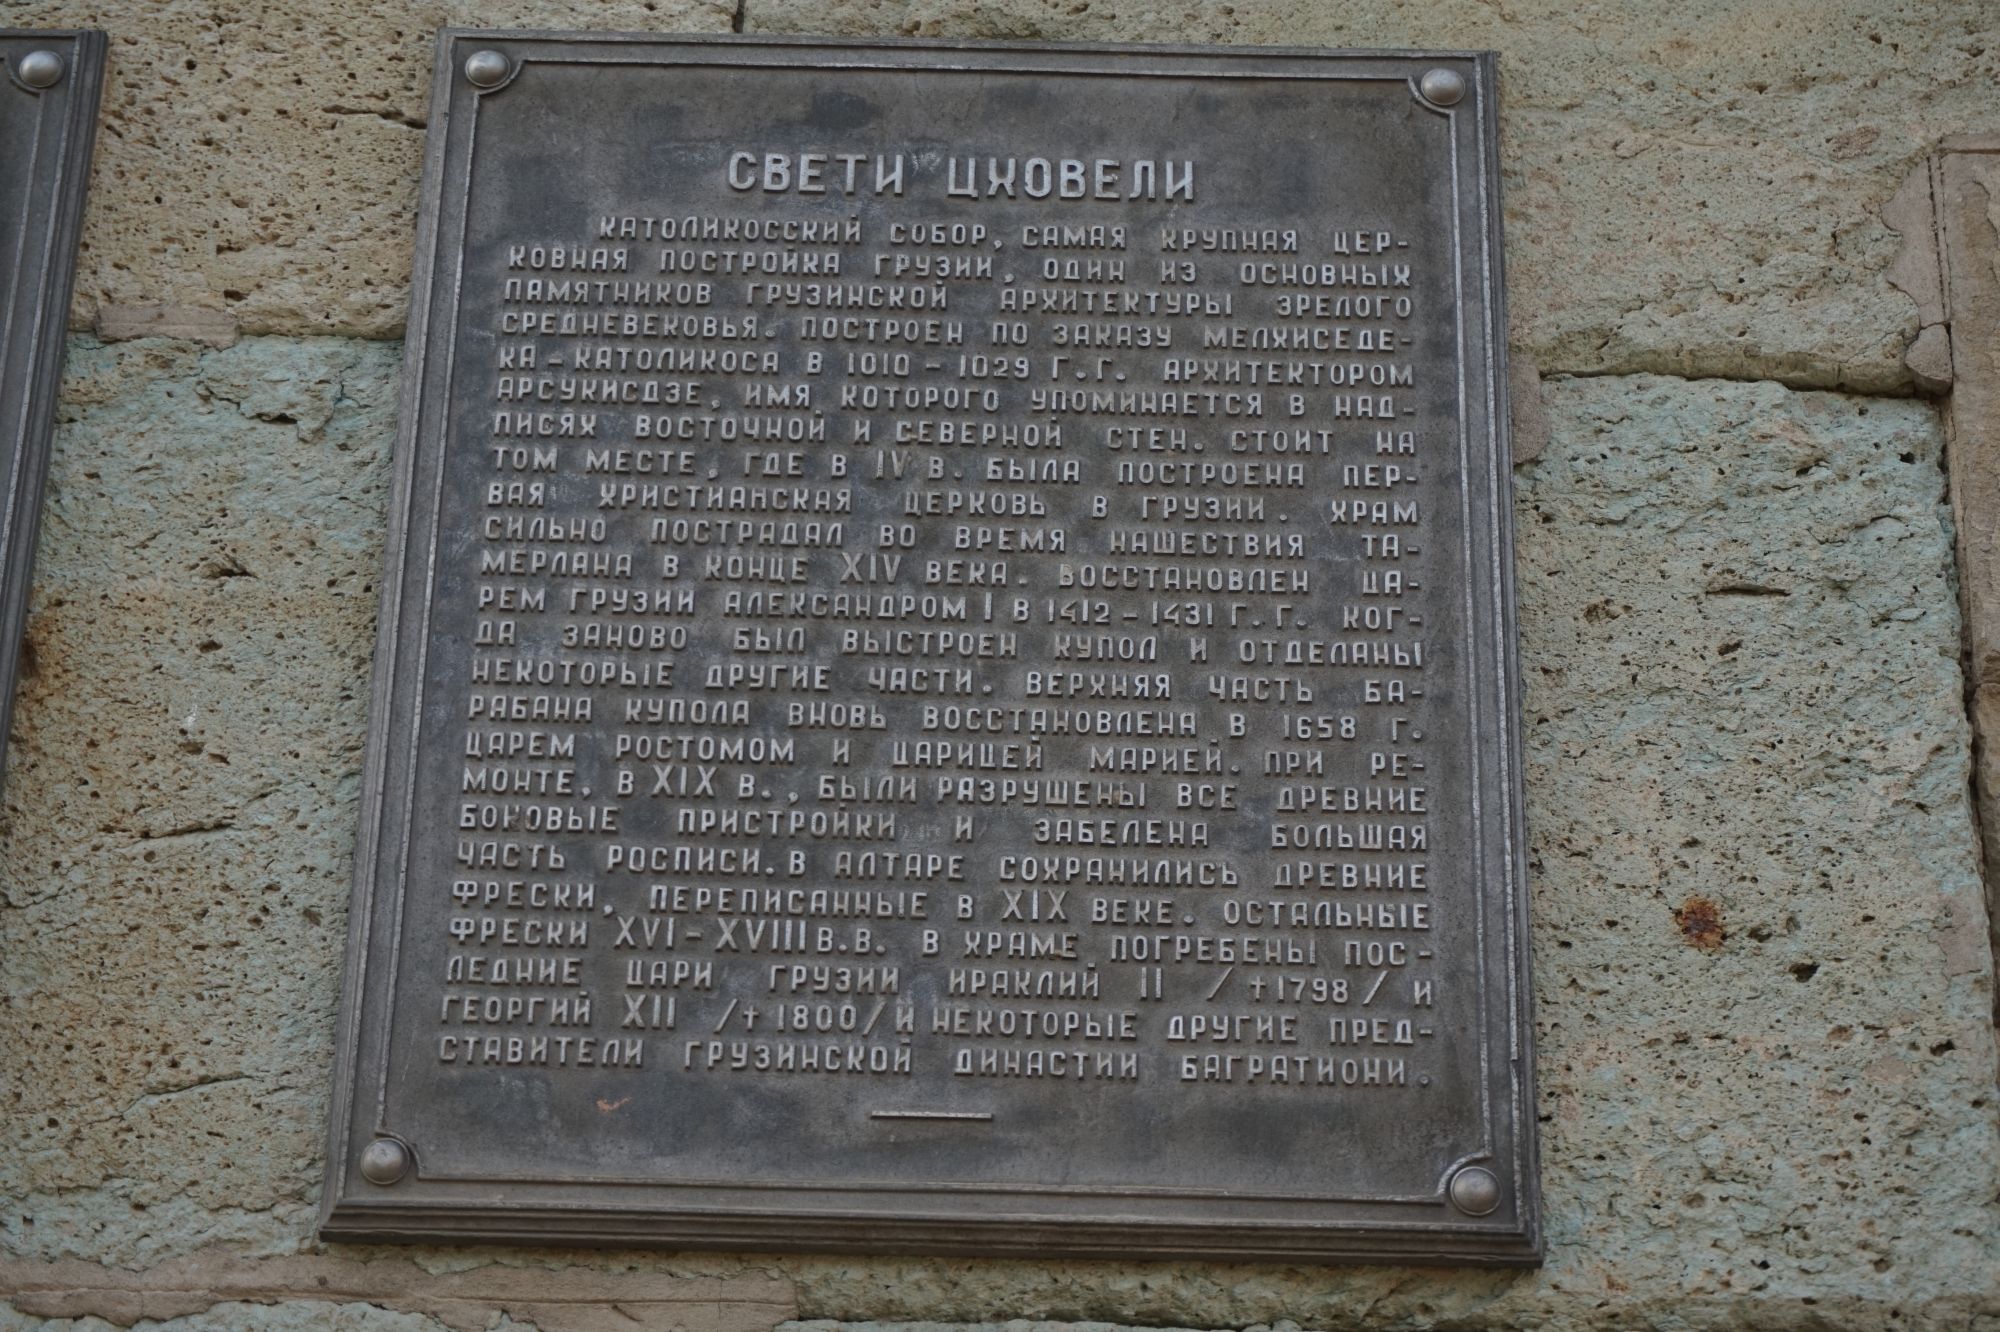 СВЕТИ ЦХОВЕЛИ
КАТОЛИКОССКИЙ СОБОР, САМАЯ КРУПНАЯ ЦЕР-
КОВНАЯ ПОСТРОЙКА ГРУЗИИ, ОДИН ИЗ ОСНОВНЫХ
ПАМЯТНИКОВ ГРУЗИНСКОЙ АРХИТЕКТУРЫ ЗРЕЛОГО
СРЕДНЕВЕКОВЬЯ. ПОСТРОЕН ПО ЗАКАЗУ МЕЛХИСЕДЕ-
КА-КАТОЛИКОСА В 1010-1029 Г.Г. АРХИТЕКТОРОМ
АРСУКИСДЗЕ, ИМЯ КОТОРОГО УПОМИНАЕТСЯ В НАД-
ПИСЯХ ВОСТОЧНОЙ И СЕВЕРНОЙ СТЕН. СТОИТ НА
ТОМ МЕСТЕ, ГДЕ В IV В. БЫЛА ПОСТРОЕНА ПЕР-
ВАЯ ХРИСТИАНСКАЯ ЦЕРКОВЬ В ГРУЗИИ. ХРАМ
СИЛЬНО ПОСТРАДАЛ ВО ВРЕМЯ НАШЕСТВИЯ ТА-
МЕРЛАНА В КОНЦЕ XIV ВЕКА. ВОССТАНОВЛЕН ЦА-
РЕМ ГРУЗИИ АЛЕКСАНДРОМ I В 1412-1431 Г.Г. КОГ-
ДА ЗАНОВО БЫЛ ВЫСТРОЕН КУПОЛ И ОТДЕЛАНЫ
НЕКОТОРЫЕ ДРУГИЕ ЧАСТИ. ВЕРХНЯЯ ЧАСТЬ БА-
РАБАНА КУПОЛА ВНОВЬ ВОССТАНОВЛЕНА В 1658 Г.
ЦАРЕМ РОСТОМОМ И ЦАРИЦЕЙ МАРИЕЙ. ПРИ РЕ-
МОНТЕ, В XIX В., БЫЛИ РАЗРУШЕНЫ ВСЕ ДРЕВНИЕ
БОКОВЫЕ ПРИСТРОЙКИ И ЗАБЕЛЕНА БОЛЬШАЯ
ЧАСТЬ РОСПИСИ. В АЛТАРЕ СОХРАНИЛИСЬ ДРЕВНИЕ
ФРЕСКИ, ПЕРЕПИСАННЫЕ В XIX ВЕКЕ. ОСТАЛЬНЫЕ
ФРЕСКИ XVI-XVIII В.В. В ХРАМЕ ПОГРЕБЕНЫ ПОС-
ЛЕДНИЕ ЦАРИ ГРУЗИИ ИРАКЛИЙ II /†1798/ И
ГЕОРГИЙ XII /†1800/ И НЕКОТОРЫЕ ДРУГИЕ ПРЕД-
СТАВИТЕЛИ ГРУЗИНСКОЙ ДИНАСТИИ БАГРАТИОНИ.